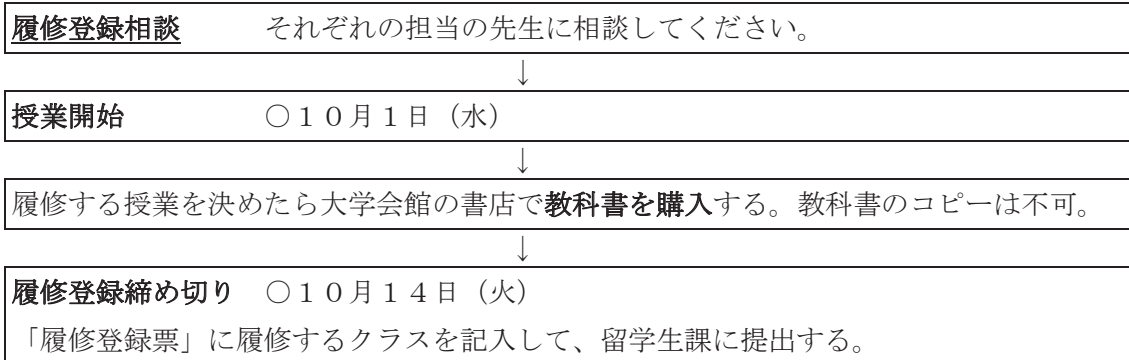 履修登録相談　　　それぞれの担当の先生に相談してください。
↓
授業開始　　　　　○１０月１日（水）
↓
履修する授業を決めたら大学会館の書店で教科書を購入する。教科書のコピーは不可。
↓
履修登録締め切り　○１０月１４日（火）
「履修登録票」に履修するクラスを記入して、留学生課に提出する。